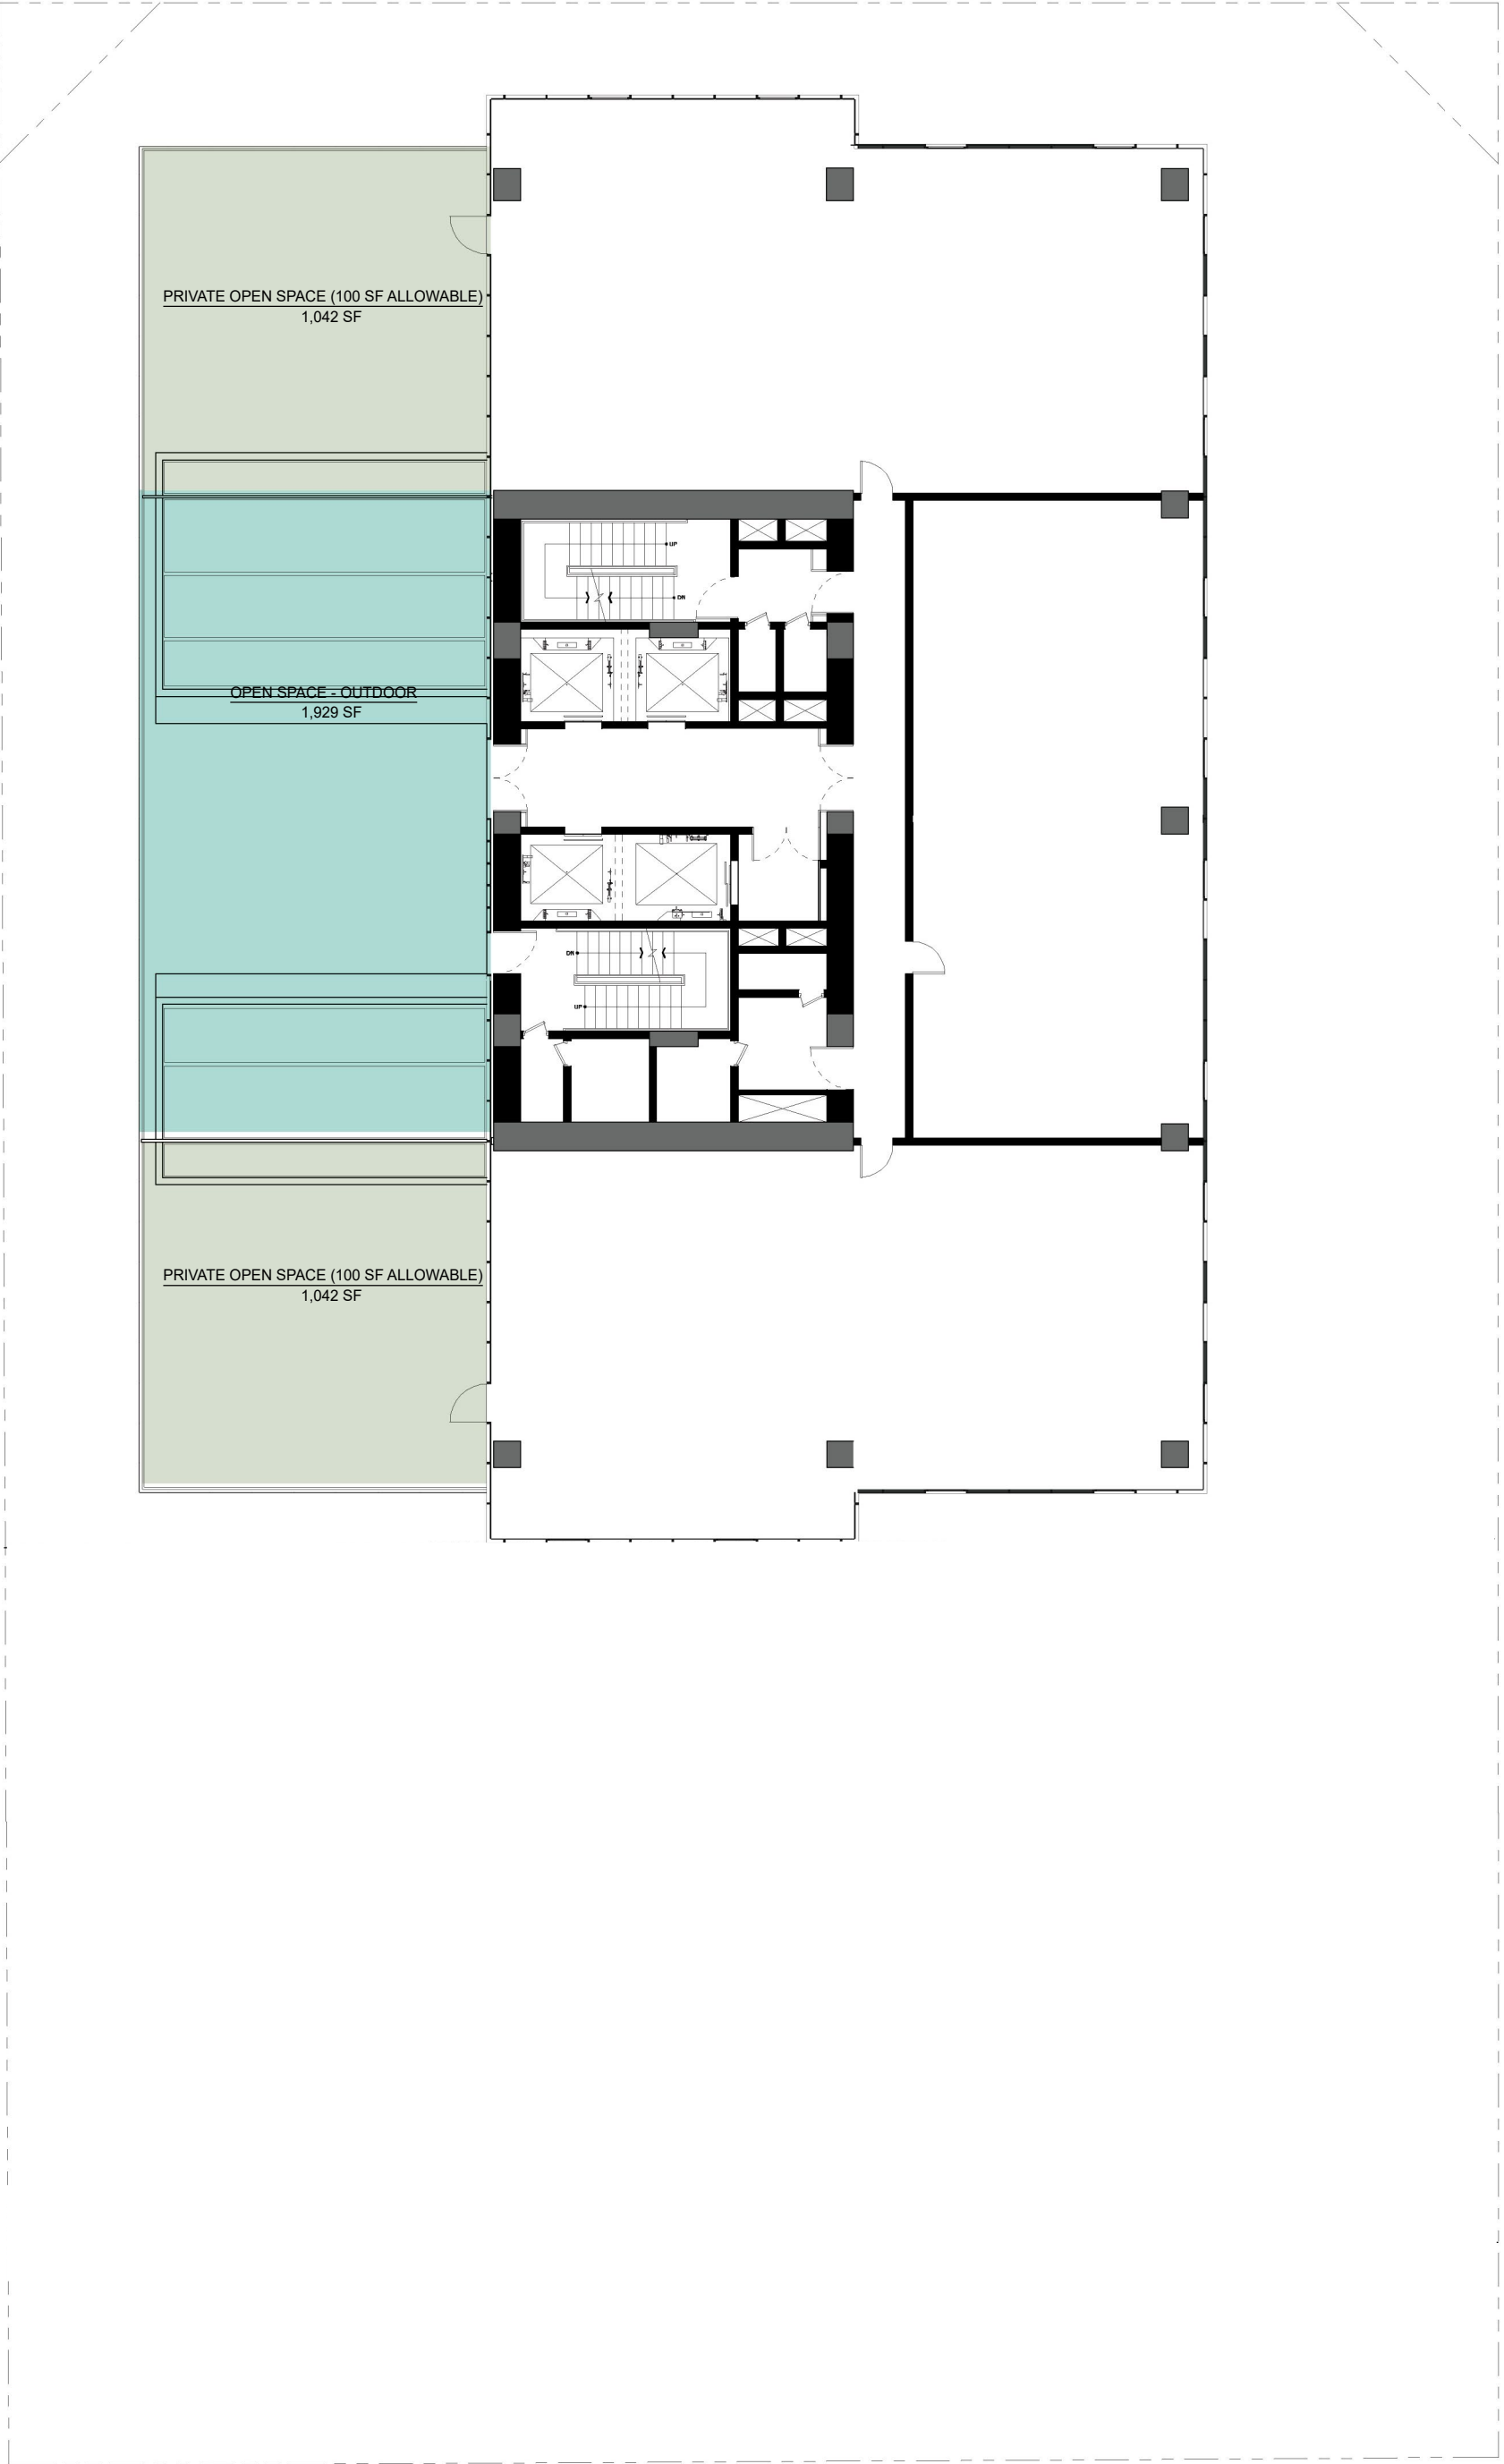 PRIVATE OPEN SPACE (100 SF ALLOWABLE)
1,042 SF
UP
DN
OPEN SPACE - OUTDOOR
1,929 SF
DN
UP
PRIVATE OPEN SPACE (100 SF ALLOWABLE)
1,042 SF